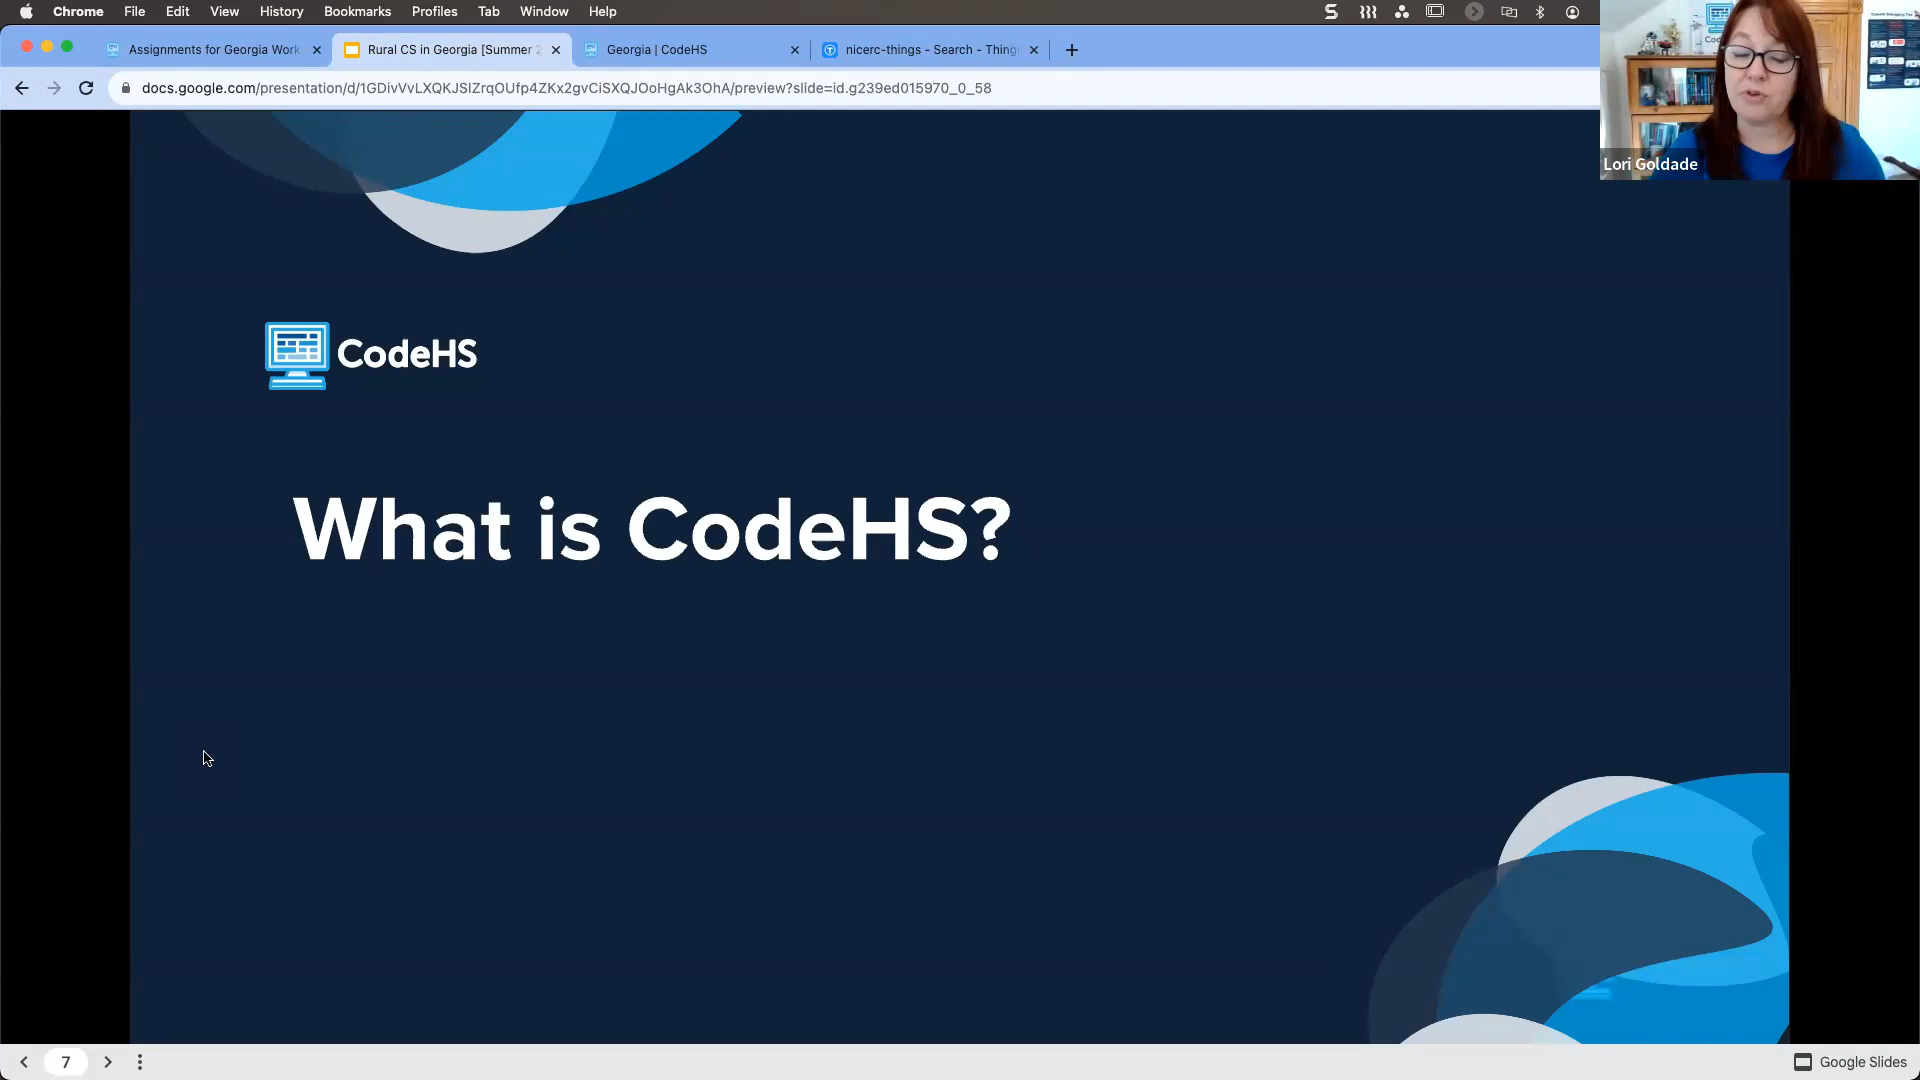 Chrome File Edit View History Bookmarks Profiles Tab Window Help
Assignments for Georgia Work
Rural CS in Georgia [Summer 2
Georgia | CodeHS
nicerc-things - Search - Thing
docs.google.com/presentation/d/1GDivVvLXQKJSlZrqOUfp4ZKx2gvCiSXQJOoHgAk3OhA/preview?slide=id.g239ed015970_0_58
Lori Goldade
CodeHS
What is CodeHS?
7
Google Slides